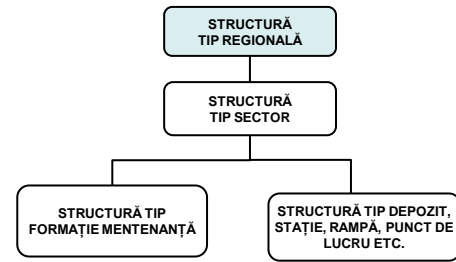 STRUCTURĂ
TIP REGIONALĂ
STRUCTURĂ
TIP SECTOR
STRUCTURĂ TIP
FORMAȚIE MENTENANȚĂ
STRUCTURĂ TIP DEPOZIT,
STAȚIE, RAMPĂ, PUNCT DE
LUCRU ETC.